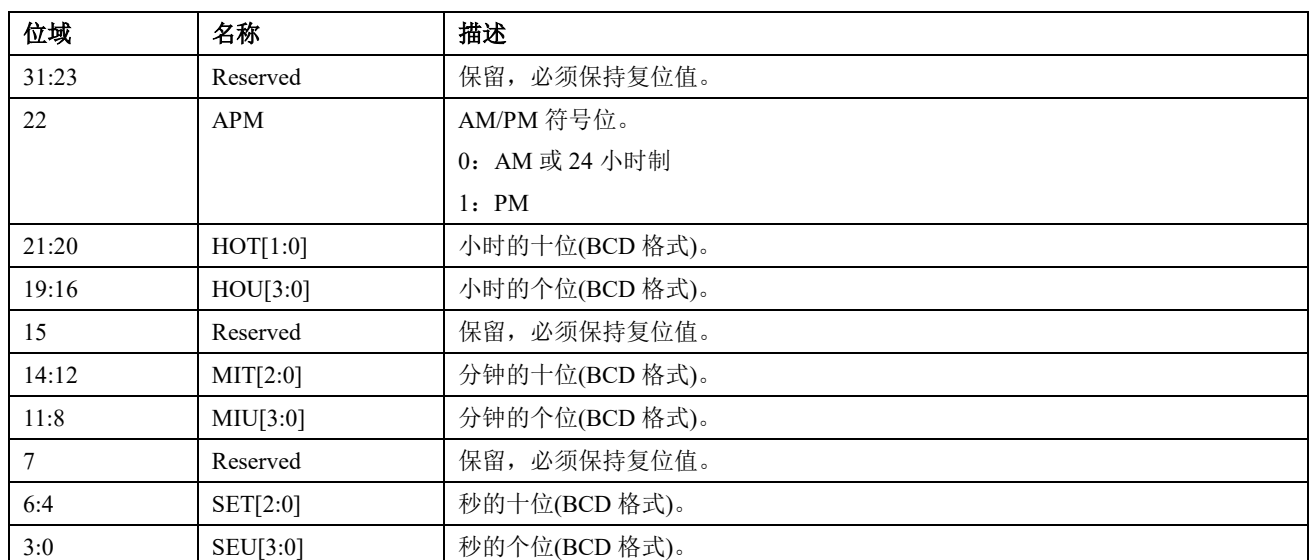 位域 名称 描述
31:23 Reserved 保留，必须保持复位值。
22 APM AM/PM 符号位。
0：AM 或 24 小时制
1：PM
21:20 HOT[1:0] 小时的十位(BCD 格式)。
19:16 HOU[3:0] 小时的个位(BCD 格式)。
15 Reserved 保留，必须保持复位值。
14:12 MIT[2:0] 分钟的十位(BCD 格式)。
11:8 MIU[3:0] 分钟的个位(BCD 格式)。
7 Reserved 保留，必须保持复位值。
6:4 SET[2:0] 秒的十位(BCD 格式)。
3:0 SEU[3:0] 秒的个位(BCD 格式)。